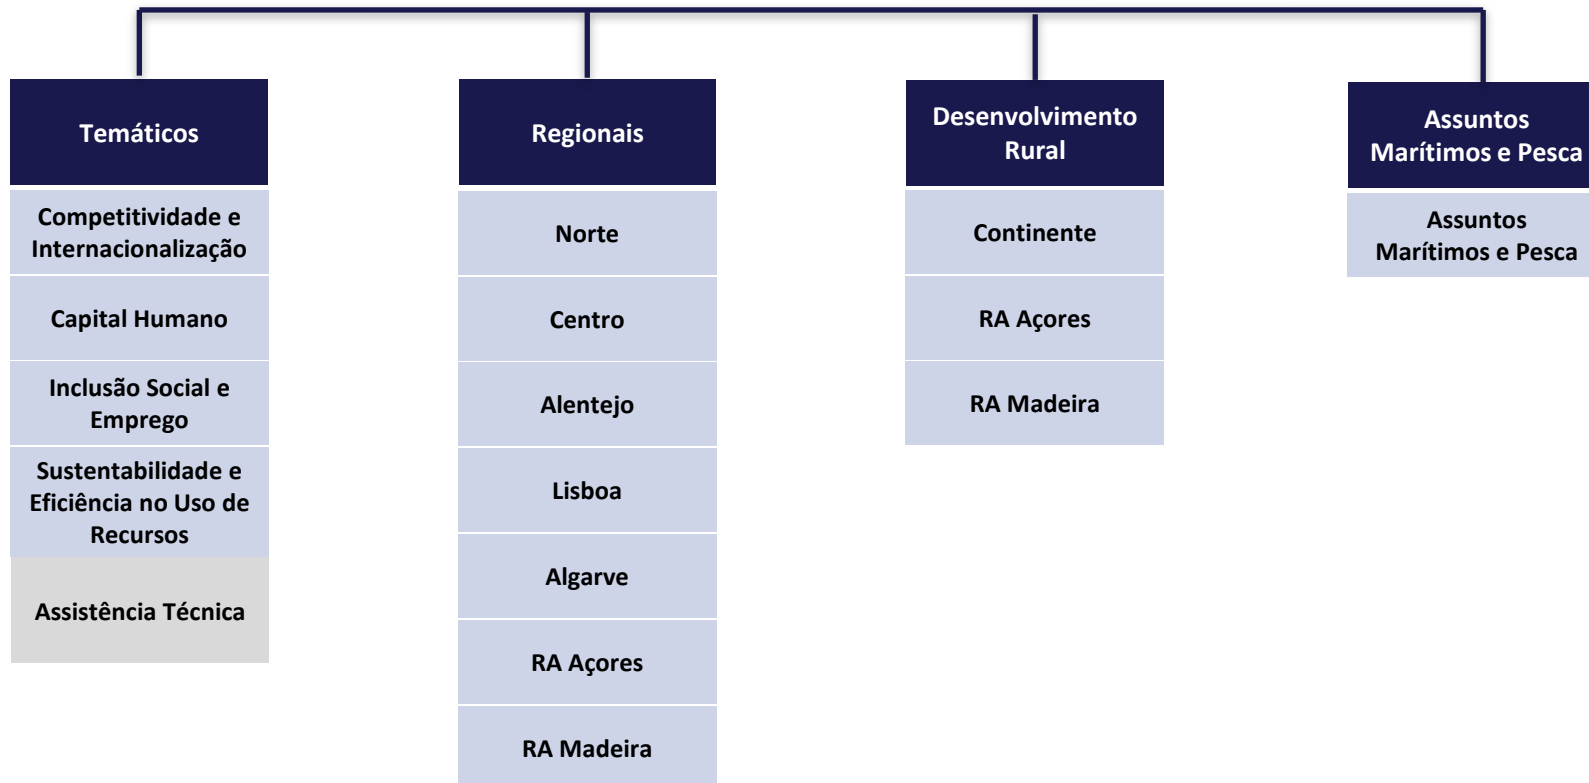 Temáticos
Competitividade e
Internacionalização
Capital Humano
Inclusão Social e
Emprego
Sustentabilidade e
Eficiência no Uso de
Recursos
Assistência Técnica
Regionais
Norte
Centro
Alentejo
Lisboa
Algarve
RA Açores
RA Madeira
Desenvolvimento
Rural
Continente
RA Açores
RA Madeira
Assuntos
Marítimos e Pesca
Assuntos
Marítimos e Pesca